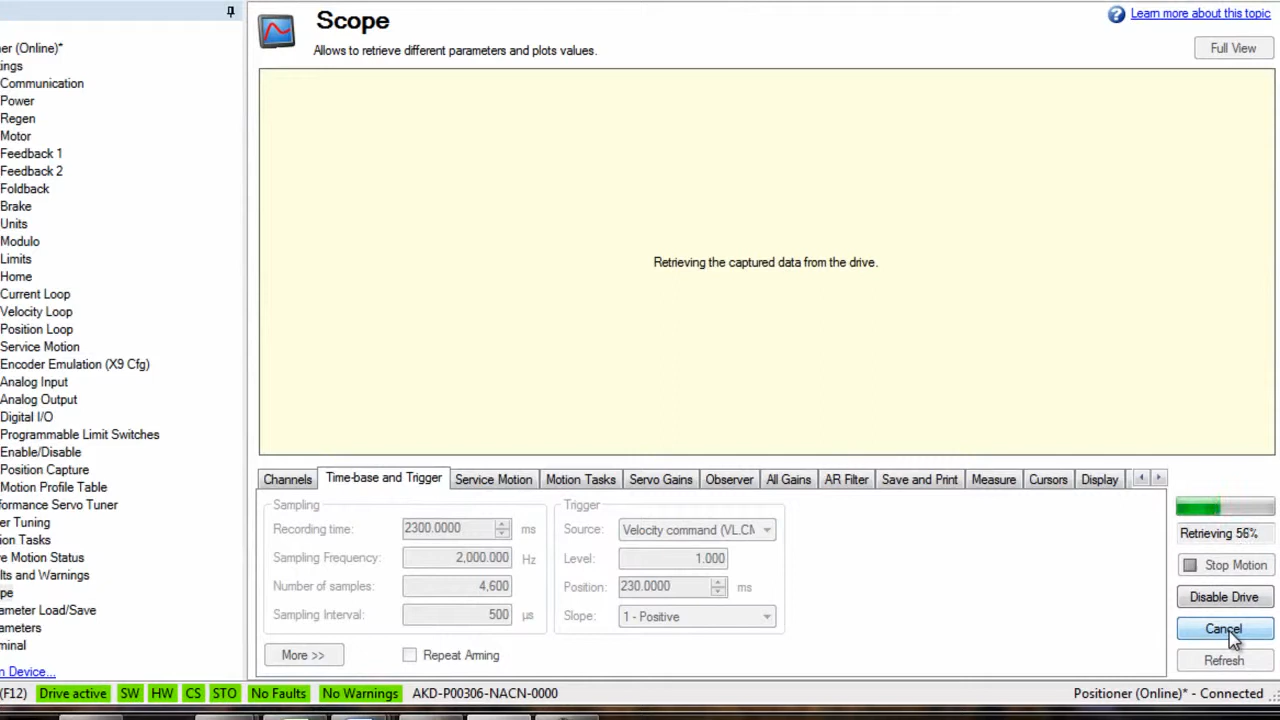 Scope
Learn more about this topic
Allows to retrieve different parameters and plots values.
Full View
er (Online)*
ings
Communication
Power
Regen
Motor
Feedback 1
Feedback 2
Foldback
Brake
Units
Modulo
Limits
Home
Current Loop
Velocity Loop
Position Loop
Service Motion
Encoder Emulation (X9 Cfg)
Analog Input
Analog Output
Digital I/O
Programmable Limit Switches
Enable/Disable
Position Capture
Motion Profile Table
formance Servo Tuner
er Tuning
ion Tasks
ve Motion Status
lts and Warnings
pe
ameter Load/Save
ameters
minal
n Device...
Retrieving the captured data from the drive.
Channels Time-base and Trigger Service Motion Motion Tasks Servo Gains Observer All Gains AR Filter Save and Print Measure Cursors Display
Sampling
Recording time: 2300.0000 ms
Sampling Frequency: 2,000.000 Hz
Number of samples: 4,600
Sampling Interval: 500 µs
Trigger
Source: Velocity command (VL.CM
Level: 1.000
Position: 230.0000 ms
Slope: 1 - Positive
More >> Repeat Arming
Retrieving 56%
Stop Motion
Disable Drive
Cancel
Refresh
(F12) Drive active SW HW CS STO No Faults No Warnings AKD-P00306-NACN-0000 Positioner (Online)* - Connected